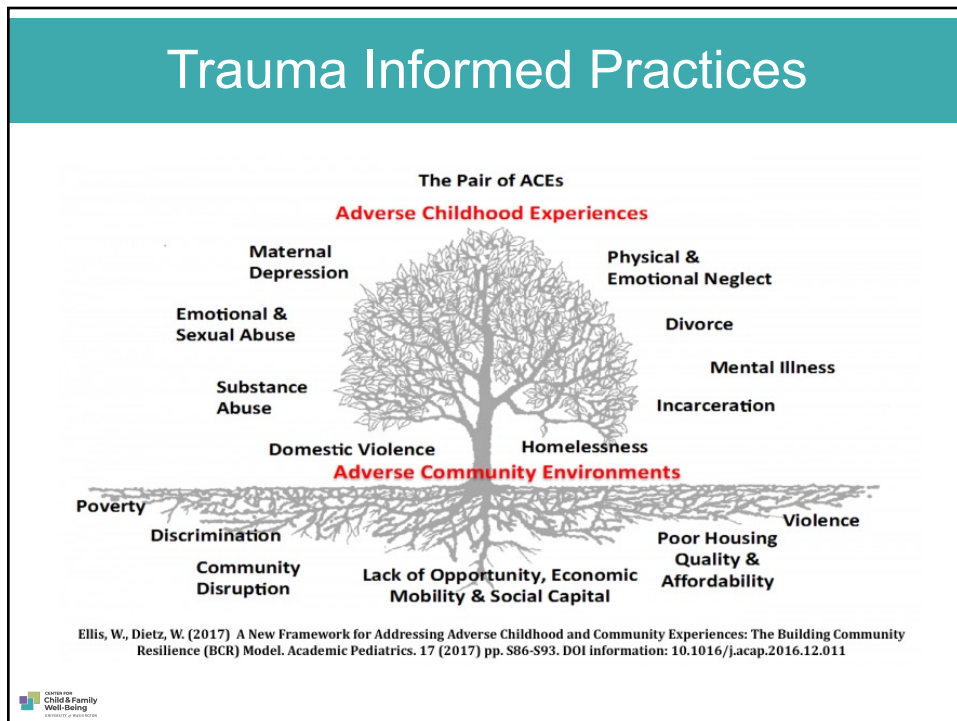 Trauma Informed Practices
The Pair of ACEs
Adverse Childhood Experiences
Maternal
Depression
Physical &
Emotional Neglect
Emotional &
Sexual Abuse
Divorce
Mental Illness
Substance
Abuse
Incarceration
Domestic Violence
Homelessness
Adverse Community Environments
Poverty
Violence
Discrimination
Poor Housing
Quality &
Affordability
Community
Disruption
Lack of Opportunity, Economic
Mobility & Social Capital
Ellis, W., Dietz, W. (2017) A New Framework for Addressing Adverse Childhood and Community Experiences: The Building Community
Resilience (BCR) Model. Academic Pediatrics. 17 (2017) pp. S86-S93. DOI information: 10.1016/j.acap.2016.12.011
CENTER FOR
Child & Family
Well-Being
UNIVERSITY of WASHINGTON